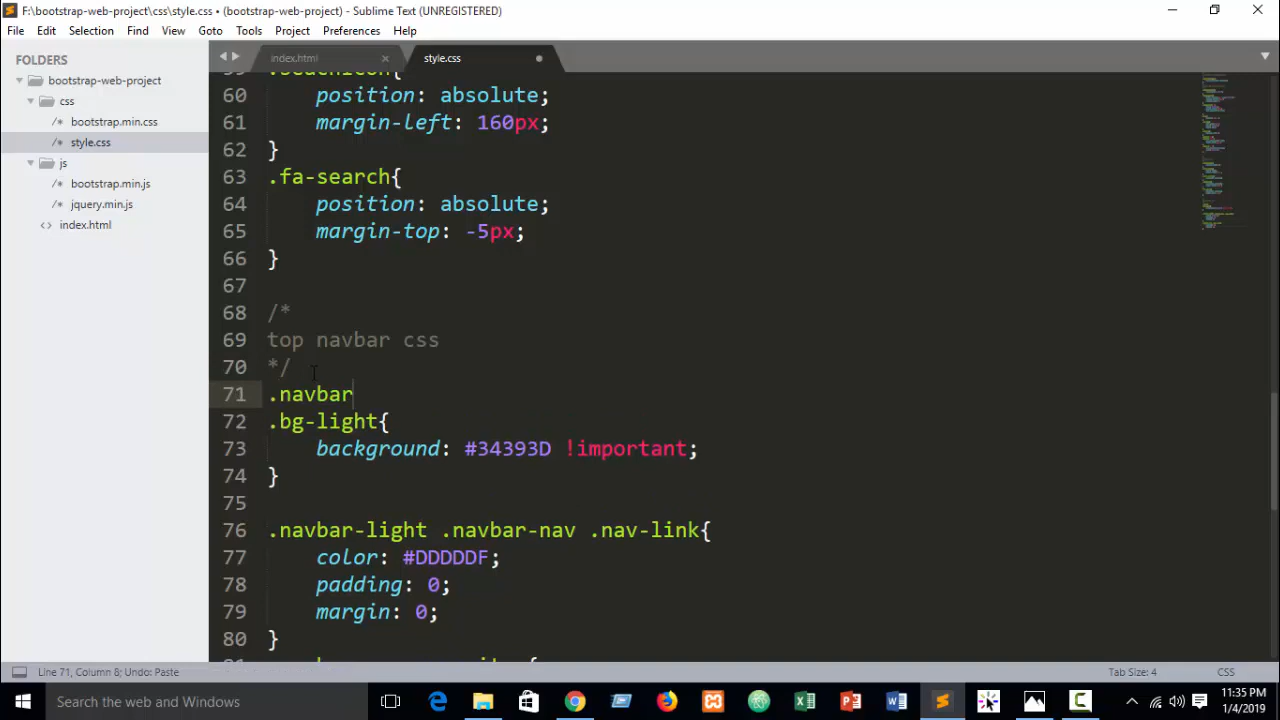 F:\bootstrap-web-project\css\style.css • (bootstrap-web-project) - Sublime Text (UNREGISTERED)
File Edit Selection Find View Goto Tools Project Preferences Help
FOLDERS
bootstrap-web-project
css
/* bootstrap.min.css
/* style.css
js
/* bootstrap.min.js
/* jquery.min.js
<> index.html
index.html
style.css
60 position: absolute;
61 margin-left: 160px;
62 }
63 .fa-search{
64 position: absolute;
65 margin-top: -5px;
66 }
67
68 /*
69 top navbar css
70 */
71 .navbar
72 .bg-light{
73 background: #34393D !important;
74 }
75
76 .navbar-light .navbar-nav .nav-link{
77 color: #DDDDDF;
78 padding: 0;
79 margin: 0;
80 }
Line 71, Column 8; Undo: Paste
Tab Size: 4
CSS
Search the web and Windows
11:35 PM
1/4/2019